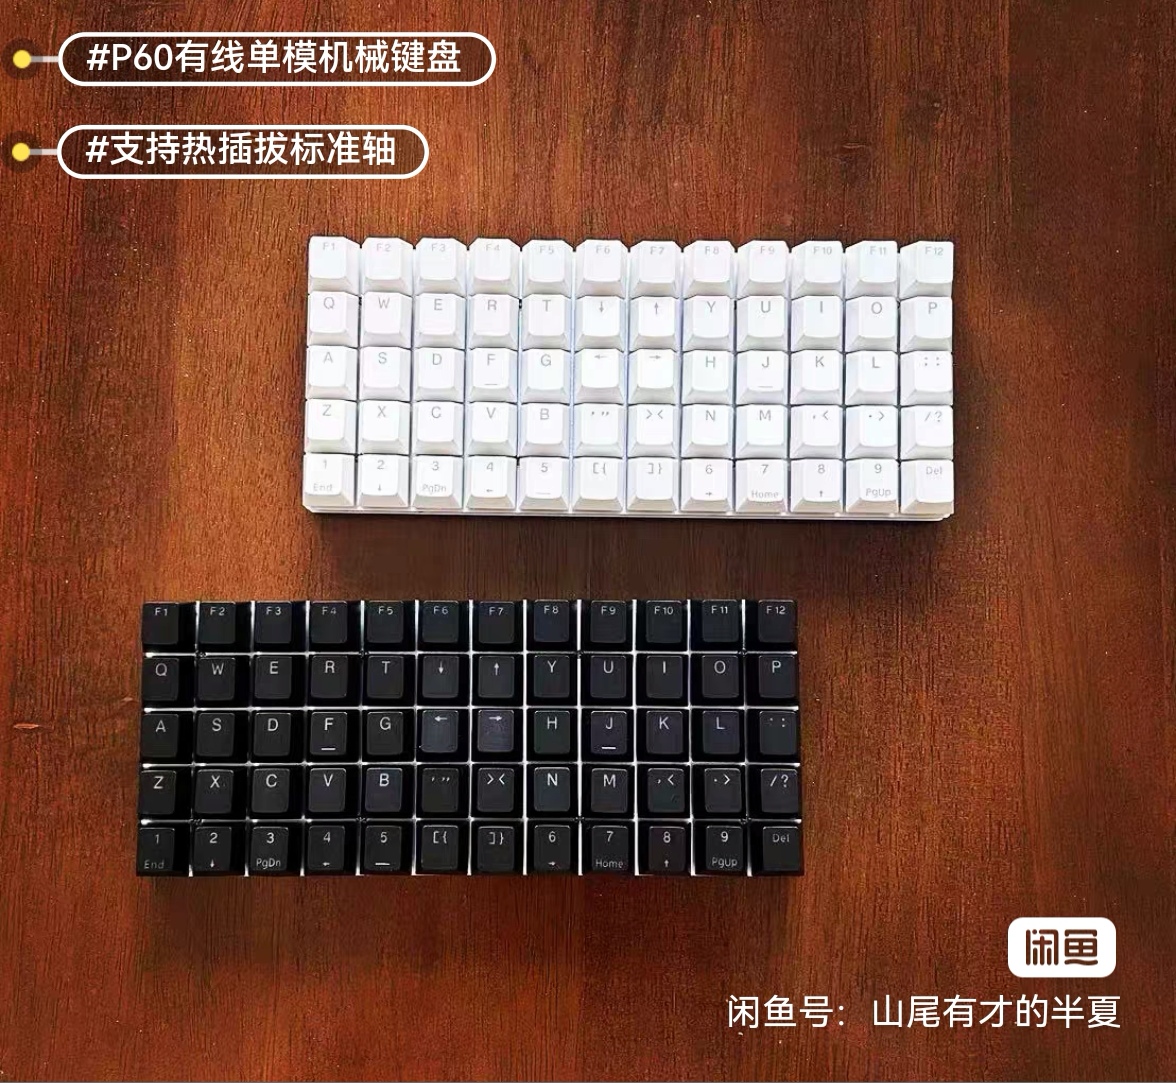 #P60有线单模机械键盘
#支持热插拔标准轴
F1 F2 F3 F4 F5 F6 F7 F8 F9 F10 F11 F12
Q W E R T ↓ ↑ Y U I O P
A S D F G ← → H J K L
Z X C V B ' " > < N M , < . > / ?
1 2 3 4 5 [ { ] } 6 7 8 9 Del
End ↓ PgDn ← → Home ↑ PgUp
F1 F2 F3 F4 F5 F6 F7 F8 F9 F10 F11 F12
Q W E R T ↓ ↑ Y U I O P
A S D F G ← → H J K L
Z X C V B ' " > < N M , < . > / ?
1 2 3 4 5 [ { ] } 6 7 8 9 Del
End ↓ PgDn ← → Home ↑ PgUp
闲鱼
闲鱼号：山尾有才的半夏